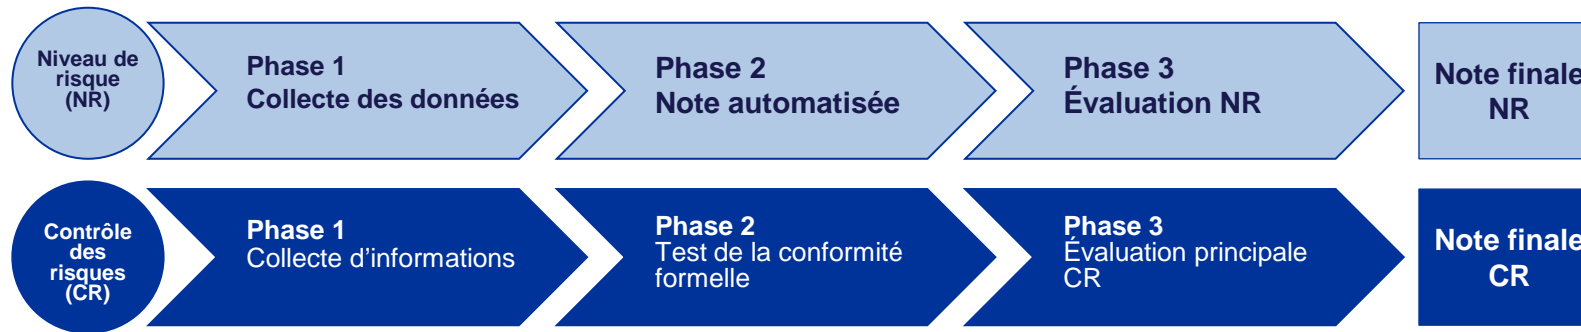 Niveau de
risque
(NR)
Phase 1
Collecte des données
Phase 2
Note automatisée
Phase 3
Évaluation NR
Note finale
NR
Contrôle
des
risques
(CR)
Phase 1
Collecte d’informations
Phase 2
Test de la conformité
formelle
Phase 3
Évaluation principale
CR
Note finale
CR